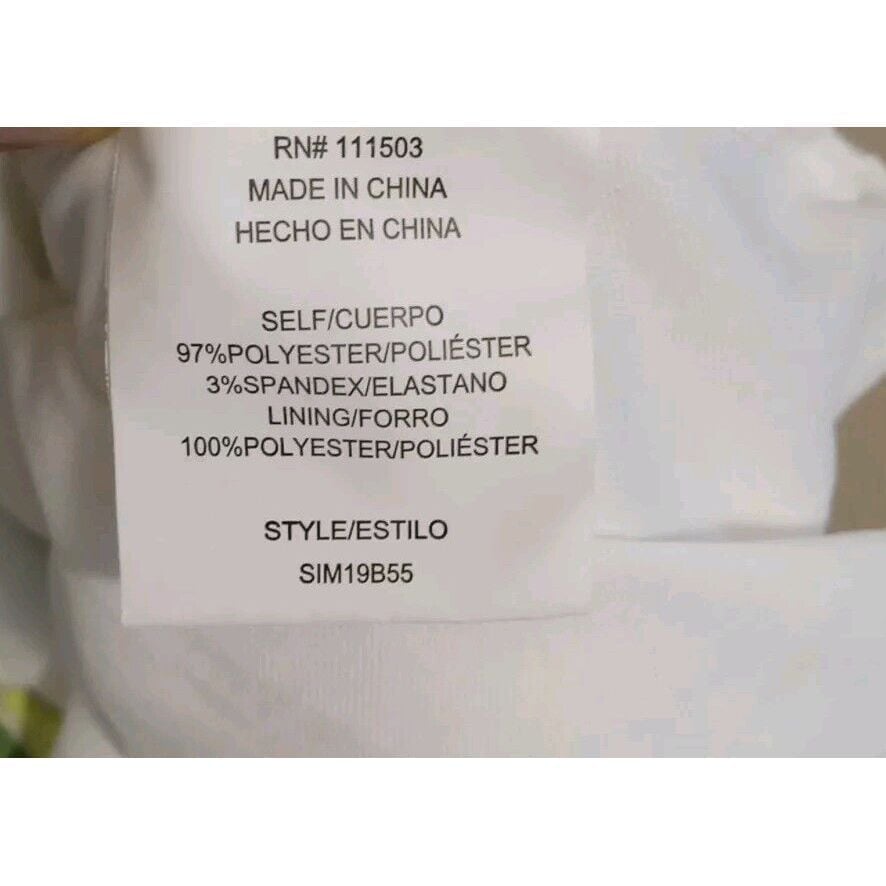 RN# 111503
MADE IN CHINA
HECHO EN CHINA
SELF/CUERPO
97%POLYESTER/POLIÉSTER
3%SPANDEX/ELASTANO
LINING/FORRO
100%POLYESTER/POLIÉSTER
STYLE/ESTILO
SIM19B55